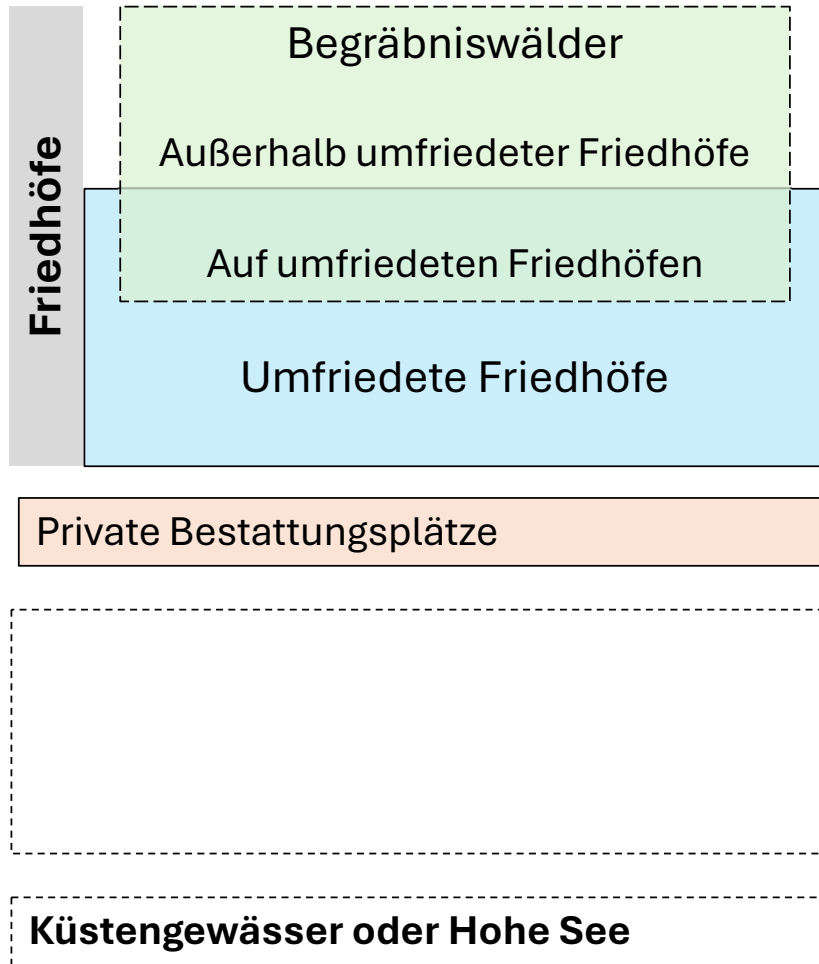 Friedhöfe
Begräbniswälder
Außerhalb umfriedeter Friedhöfe
Auf umfriedeten Friedhöfen
Umfriedete Friedhöfe
Private Bestattungsplätze
Küstengewässer oder Hohe See